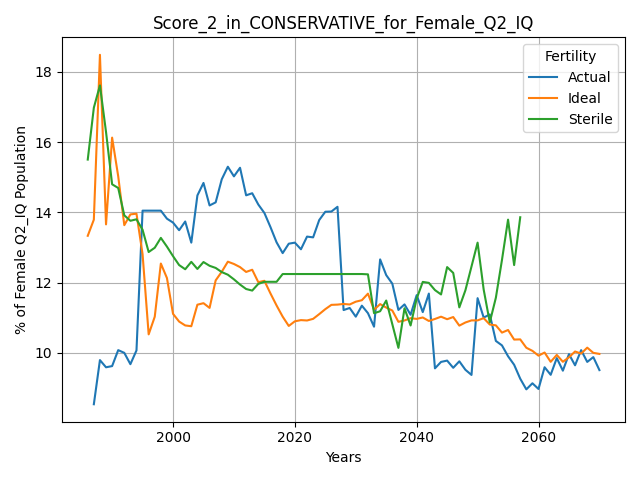 Score_2_in_CONSERVATIVE_for_Female_Q2_IQ
% of Female Q2_IQ Population
18
16
14
12
10
Fertility
Actual
Ideal
Sterile
2000
2020
2040
2060
Years